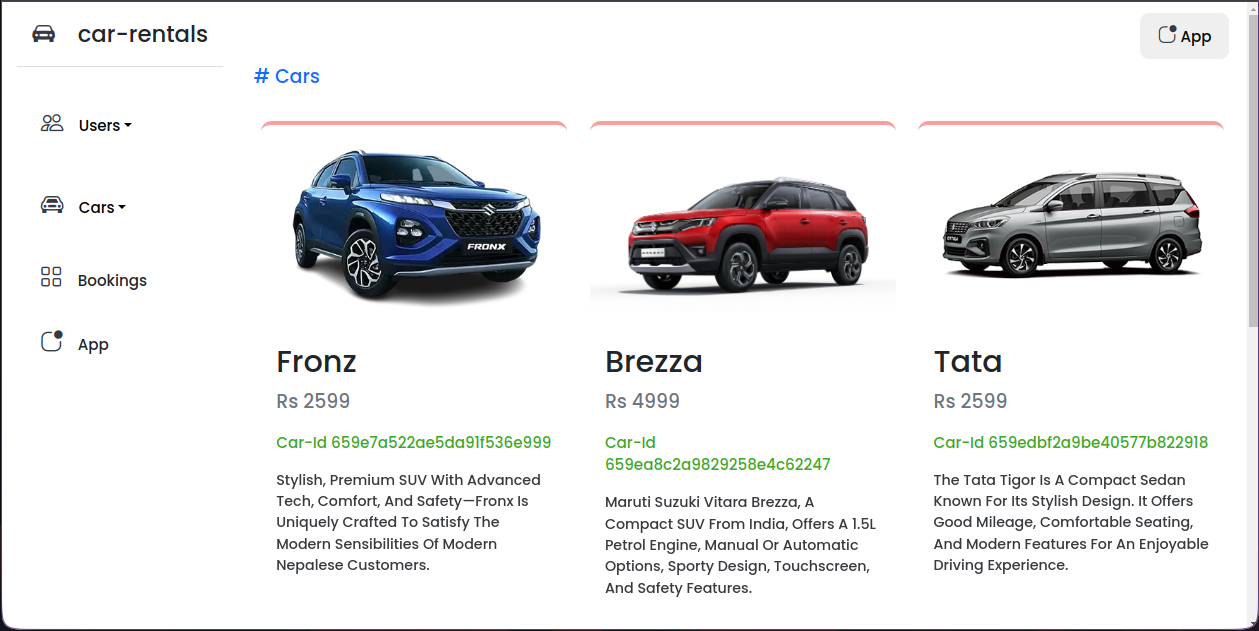 car-rentals
App
# Cars
Users
Cars
Bookings
App
FRONX
Fronz
Rs 2599
Car-Id 659e7a522ae5da91f536e999
Stylish, Premium SUV With Advanced
Tech, Comfort, And Safety—Fronx Is
Uniquely Crafted To Satisfy The
Modern Sensibilities Of Modern
Nepalese Customers.
Brezza
Rs 4999
Car-Id
659ea8c2a9829258e4c62247
Maruti Suzuki Vitara Brezza, A
Compact SUV From India, Offers A 1.5L
Petrol Engine, Manual Or Automatic
Options, Sporty Design, Touchscreen,
And Safety Features.
Tata
Rs 2599
Car-Id 659edbf2a9be40577b822918
The Tata Tigor Is A Compact Sedan
Known For Its Stylish Design. It Offers
Good Mileage, Comfortable Seating,
And Modern Features For An Enjoyable
Driving Experience.